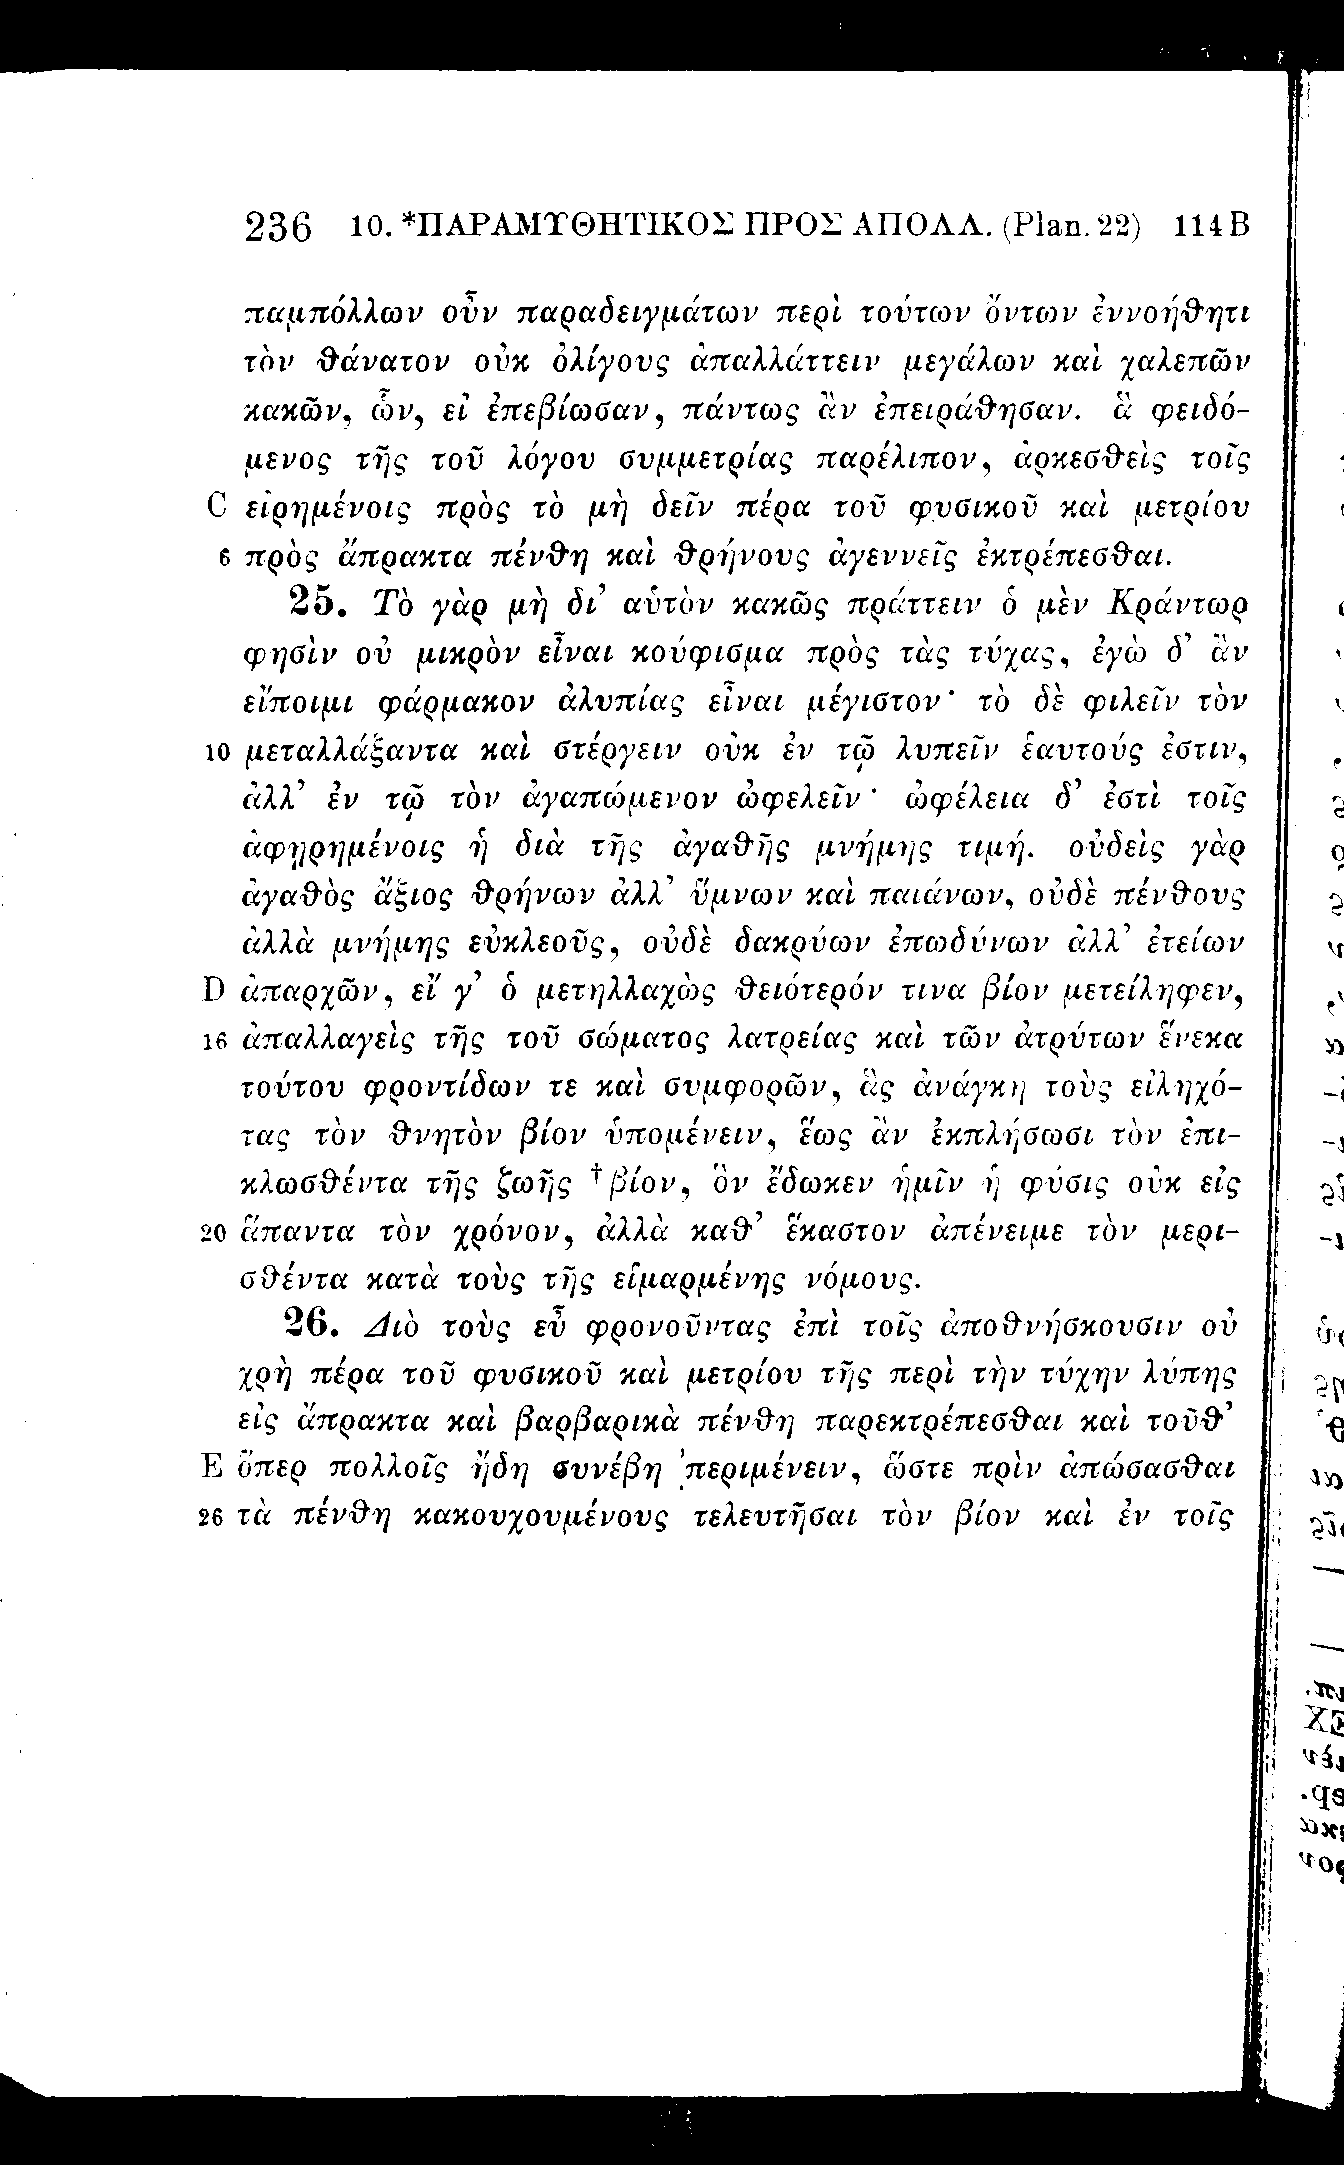 236 10. *ΠΑΡΑΜΥΘΗΤΙΚΟΣ ΠΡΟΣ ΑΠΟΛΛ. (Plan. 22) 114 B
παμπόλλων οὖν παραδειγμάτων περὶ τούτων ὄντων ἐννοήθητι
τὸν θάνατον οὐκ ὀλίγους ἀπαλλάττειν μεγάλων καὶ χαλεπῶν
κακῶν, ὧν, εἰ ἐπεβίωσαν, πάντως ἂν ἐπειράθησαν. ἃ φειδό-
μενος τῆς τοῦ λόγου συμμετρίας παρέλιπον, ἀρκεσθεὶς τοῖς
C εἰρημένοις πρὸς τὸ μὴ δεῖν πέρα τοῦ φυσικοῦ καὶ μετρίου
6 πρὸς ἄπρακτα πένθη καὶ θρήνους ἀγεννεῖς ἐκτρέπεσθαι.
25. Τὸ γὰρ μὴ δι’ αὑτὸν κακῶς πράττειν ὁ μὲν Κράντωρ
φησὶν οὐ μικρὸν εἶναι κούφισμα πρὸς τὰς τύχας, ἐγὼ δ’ ἂν
εἴποιμι φάρμακον ἀλυπίας εἶναι μέγιστον· τὸ δὲ φιλεῖν τὸν
10 μεταλλάξαντα καὶ στέργειν οὐκ ἐν τῷ λυπεῖν ἑαυτούς ἐστιν,
ἀλλ’ ἐν τῷ τὸν ἀγαπώμενον ὠφελεῖν· ὠφέλεια δ’ ἐστὶ τοῖς
ἀφῃρημένοις ἡ διὰ τῆς ἀγαθῆς μνήμης τιμή. οὐδεὶς γὰρ
ἀγαθὸς ἄξιος θρήνων ἀλλ’ ὕμνων καὶ παιάνων, οὐδὲ πένθους
ἀλλὰ μνήμης εὐκλεοῦς, οὐδὲ δακρύων ἐπωδύνων ἀλλ’ ἐτείων
D ἀπαρχῶν, εἴ γ’ ὁ μετηλλαχὼς θειότερόν τινα βίον μετείληφεν,
16 ἀπαλλαγεὶς τῆς τοῦ σώματος λατρείας καὶ τῶν ἀτρύτων ἕνεκα
τούτου φροντίδων τε καὶ συμφορῶν, ἃς ἀνάγκη τοὺς εἰληχό-
τας τὸν θνητὸν βίον ὑπομένειν, ἕως ἂν ἐκπλήσωσι τὸν ἐπι-
κλωσθέντα τῆς ζωῆς †βίον, ὃν ἔδωκεν ἡμῖν ἡ φύσις οὐκ εἰς
20 ἅπαντα τὸν χρόνον, ἀλλὰ καθ’ ἕκαστον ἀπένειμε τὸν μερι-
σθέντα κατὰ τοὺς τῆς εἱμαρμένης νόμους.
26. Διὸ τοὺς εὖ φρονοῦντας ἐπὶ τοῖς ἀποθνήσκουσιν οὐ
χρὴ πέρα τοῦ φυσικοῦ καὶ μετρίου τῆς περὶ τὴν τύχην λύπης
εἰς ἄπρακτα καὶ βαρβαρικὰ πένθη παρεκτρέπεσθαι καὶ τοῦθ’
E ὅπερ πολλοῖς ἤδη συνέβη περιμένειν, ὥστε πρὶν ἀπώσασθαι
26 τὰ πένθη κακουχουμένους τελευτῆσαι τὸν βίον καὶ ἐν τοῖς